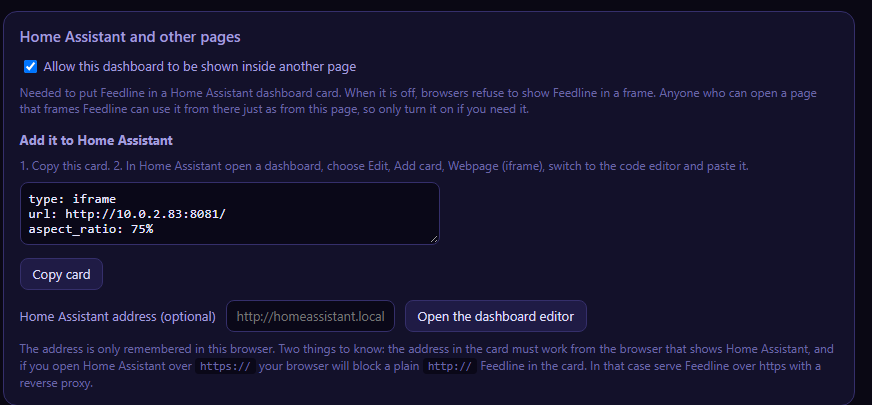 Home Assistant and other pages
Allow this dashboard to be shown inside another page
Needed to put Feedline in a Home Assistant dashboard card. When it is off, browsers refuse to show Feedline in a frame. Anyone who can open a page
that frames Feedline can use it from there just as from this page, so only turn it on if you need it.
Add it to Home Assistant
1. Copy this card. 2. In Home Assistant open a dashboard, choose Edit, Add card, Webpage (iframe), switch to the code editor and paste it.
type: iframe
url: http://10.0.2.83:8081/
aspect_ratio: 75%
Copy card
Home Assistant address (optional) http://homeassistant.local Open the dashboard editor
The address is only remembered in this browser. Two things to know: the address in the card must work from the browser that shows Home Assistant, and
if you open Home Assistant over https:// your browser will block a plain http:// Feedline in the card. In that case serve Feedline over https with a
reverse proxy.